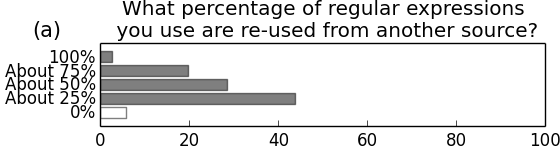 What percentage of regular expressions
(a) you use are re-used from another source?
100%
About 75%
About 50%
About 25%
0%
0 20 40 60 80 100